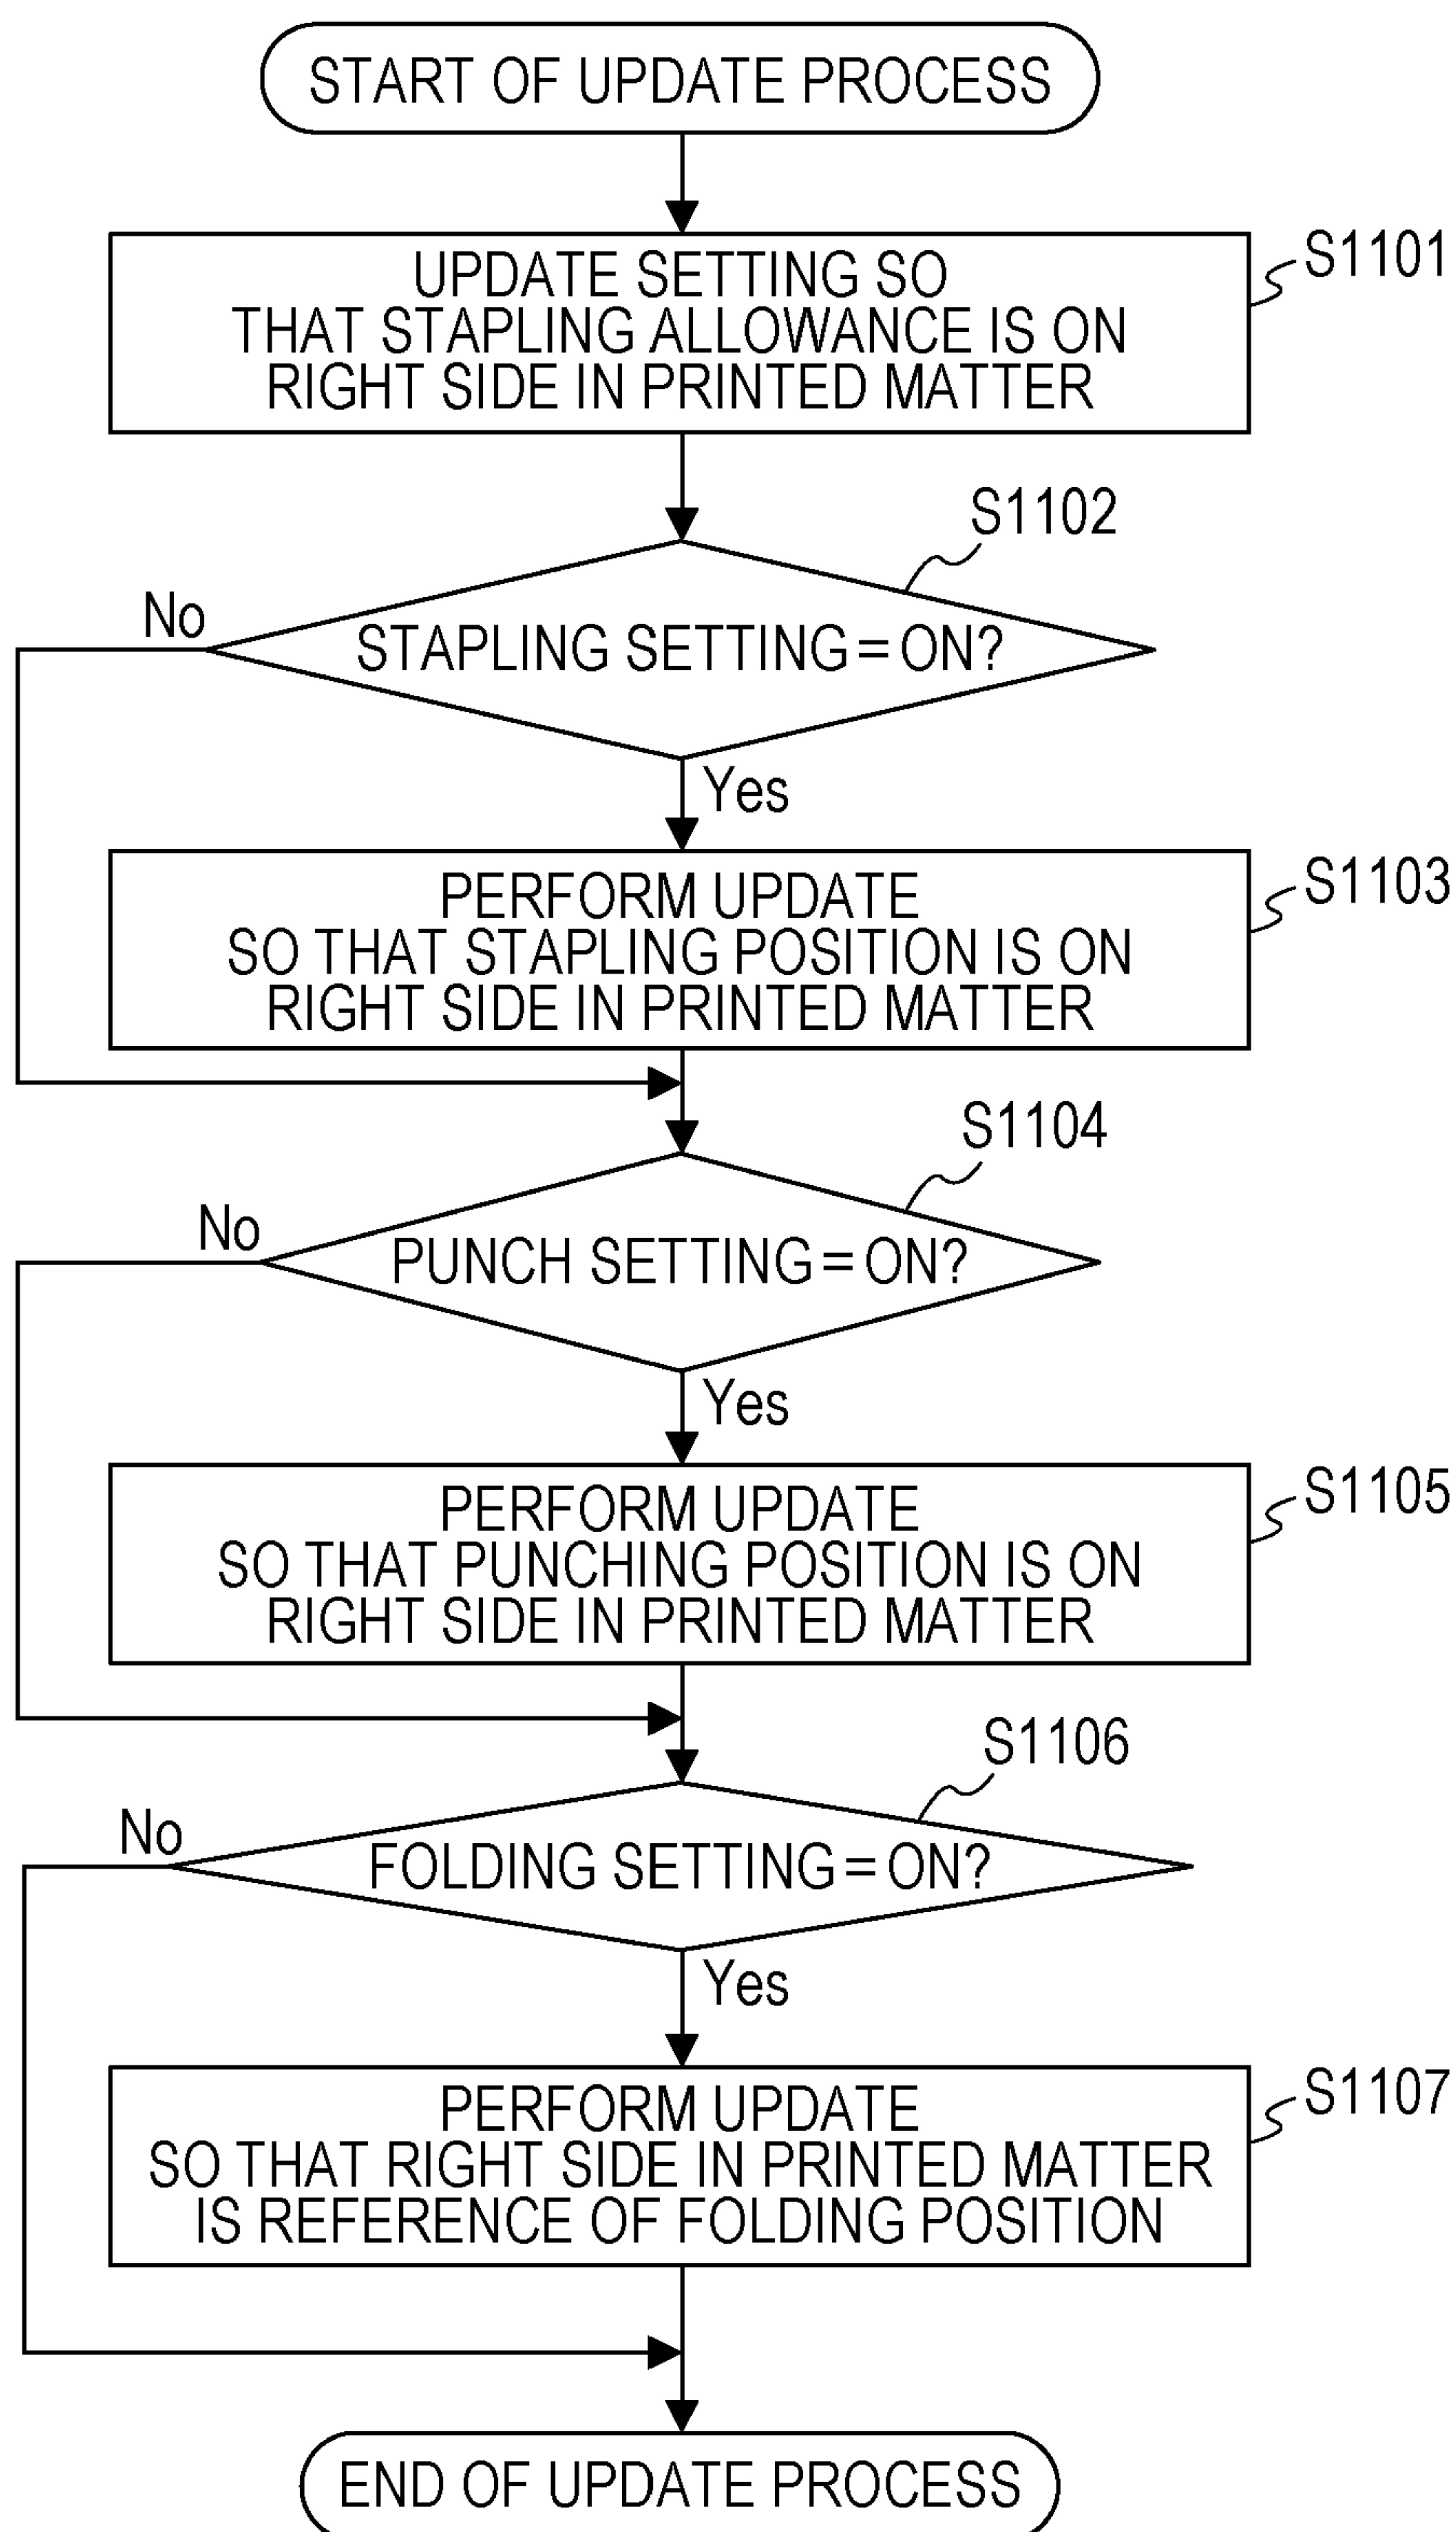 START OF UPDATE PROCESS
UPDATE SETTING SO
THAT STAPLING ALLOWANCE IS ON
RIGHT SIDE IN PRINTED MATTER
S1101
S1102
No
STAPLING SETTING = ON?
Yes
PERFORM UPDATE
SO THAT STAPLING POSITION IS ON
RIGHT SIDE IN PRINTED MATTER
S1103
S1104
No
PUNCH SETTING = ON?
Yes
PERFORM UPDATE
SO THAT PUNCHING POSITION IS ON
RIGHT SIDE IN PRINTED MATTER
S1105
S1106
No
FOLDING SETTING = ON?
Yes
PERFORM UPDATE
SO THAT RIGHT SIDE IN PRINTED MATTER
IS REFERENCE OF FOLDING POSITION
S1107
END OF UPDATE PROCESS